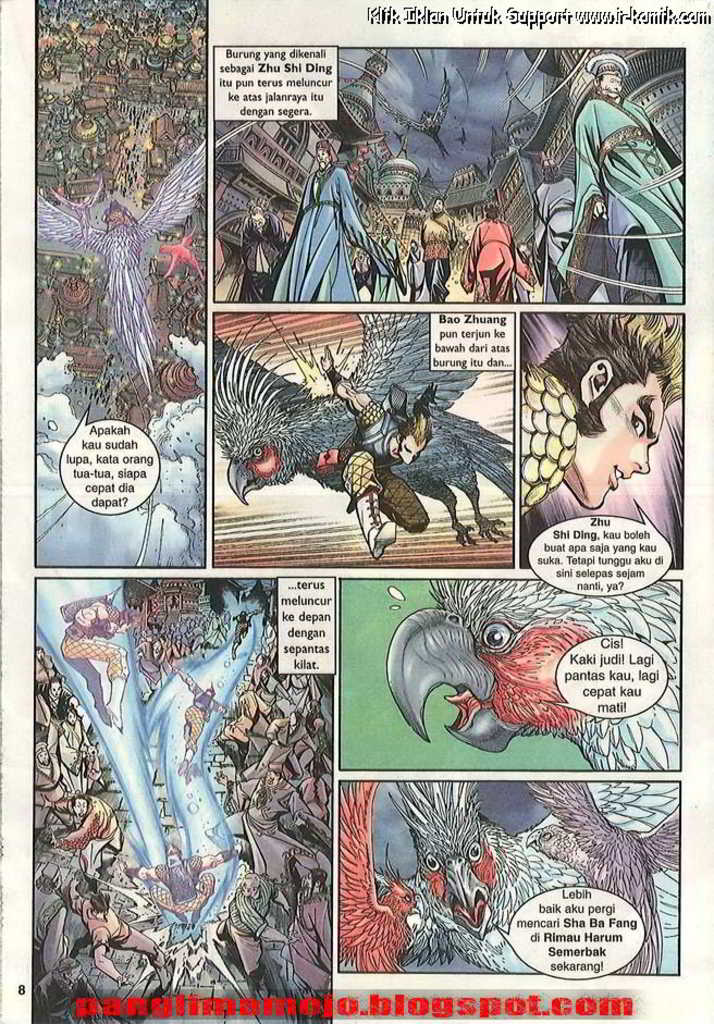 Klik Iklan Untuk Support www.ir-komik.com
Burung yang dikenali
sebagai Zhu Shi Ding
itu pun terus meluncur
ke atas jalanraya itu
dengan segera.
Apakah
kau sudah
lupa, kata orang
tua-tua, siapa
cepat dia
dapat?
Bao Zhuang
pun terjun ke
bawah dari atas
burung itu dan...
Zhu
Shi Ding, kau boleh
buat apa saja yang kau
suka. Tetapi tunggu aku di
sini selepas sejam
nanti, ya?
...terus
meluncur
ke depan
dengan
sepantas
kilat.
Cis!
Kaki judi! Lagi
pantas kau, lagi
cepat kau
mati!
Lebih
baik aku pergi
mencari Sha Ba Fang
di Rimau Harum
Semerbak
sekarang!
8
panglimamejo.blogspot.com